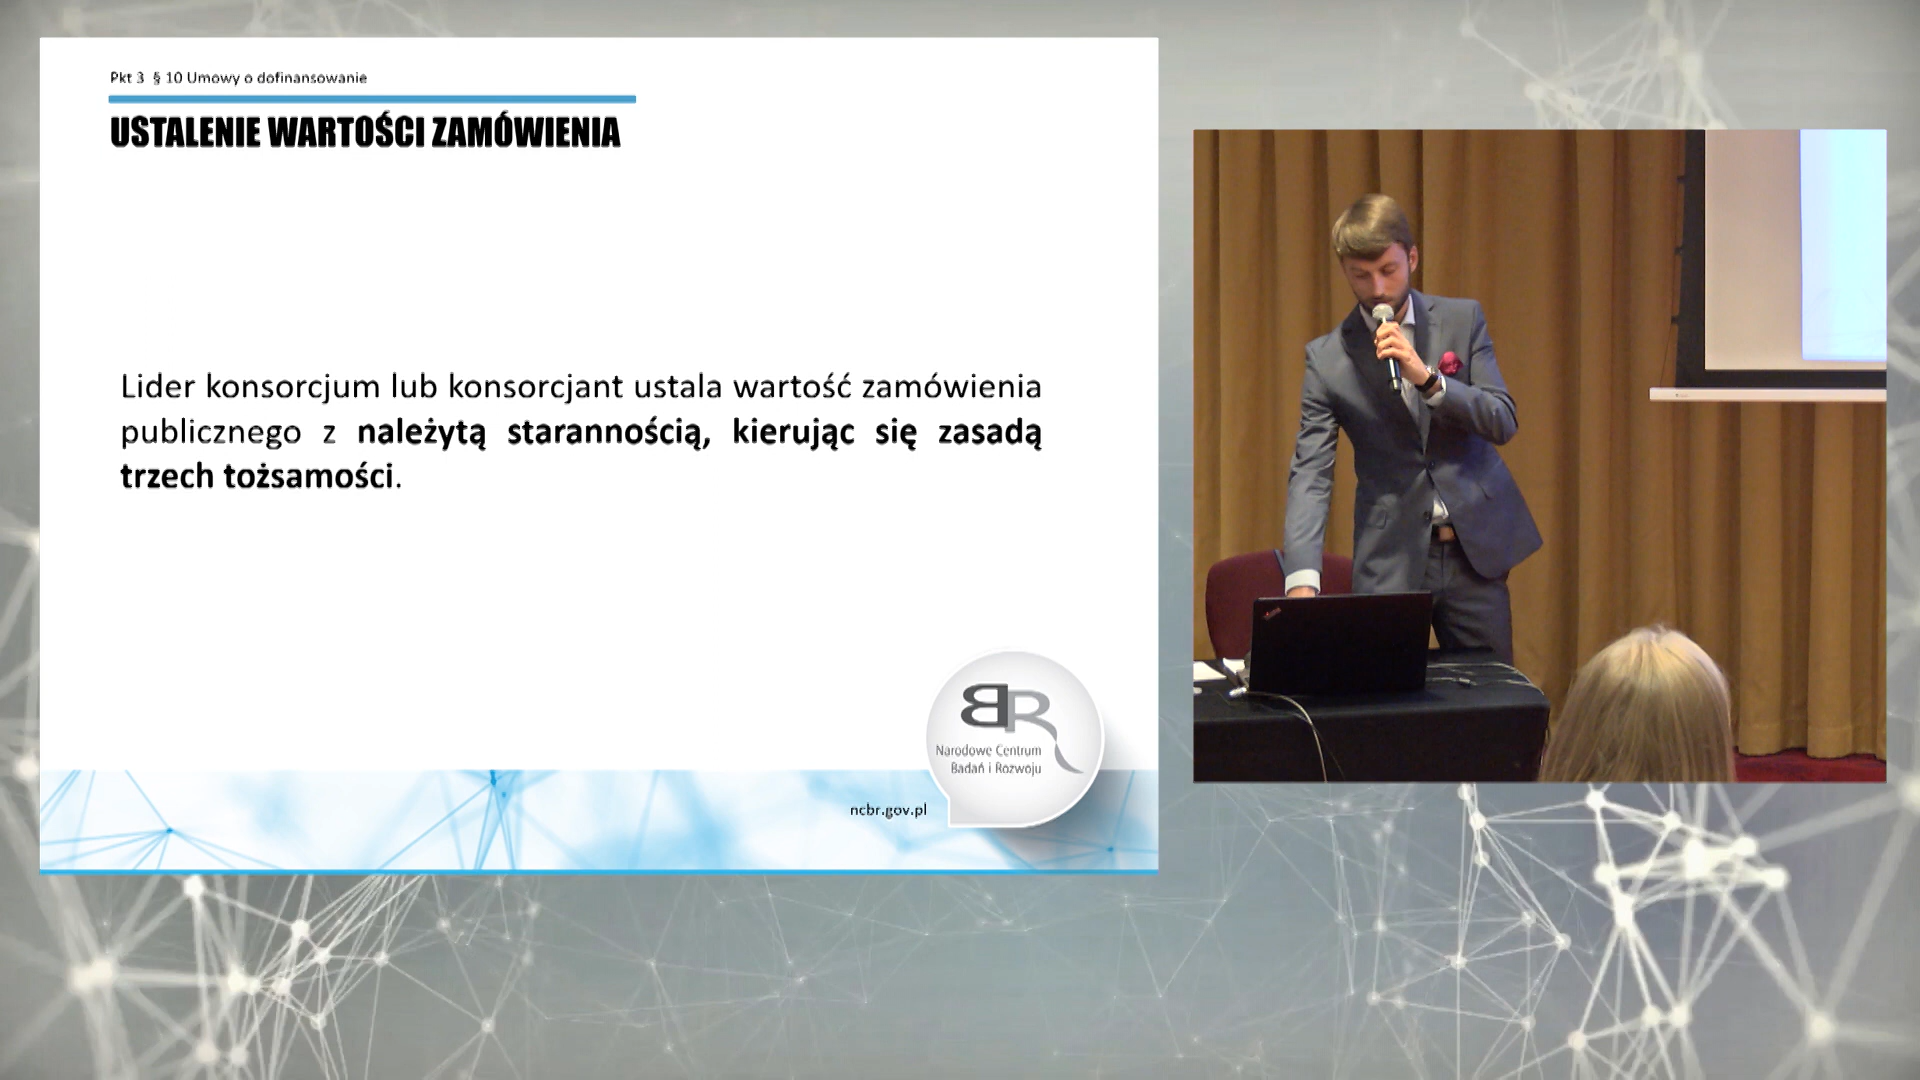 Pkt 3 § 10 Umowy o dofinansowanie
USTALENIE WARTOŚCI ZAMÓWIENIA
Lider konsorcjum lub konsorcjant ustala wartość zamówienia
publicznego z należytą starannością, kierując się zasadą
trzech tożsamości.
BR
Narodowe Centrum
Badań i Rozwoju
ncbr.gov.pl